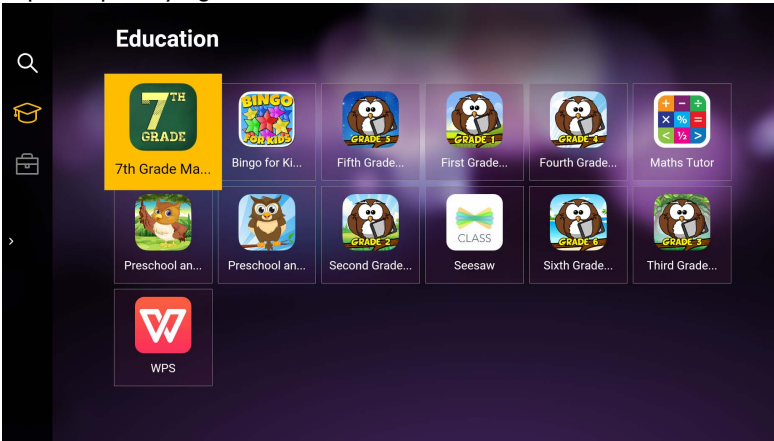 Education
7TH
GRADE
7th Grade Ma...
BINGO
FOR KIDS
Bingo for Ki...
GRADE 5
Fifth Grade...
GRADE 1
First Grade...
GRADE 4
Fourth Grade...
+ − ÷
× % =
< ½ >
Maths Tutor
Preschool an...
Preschool an...
GRADE 2
Second Grade...
CLASS
Seesaw
GRADE 6
Sixth Grade...
GRADE 3
Third Grade...
W
WPS